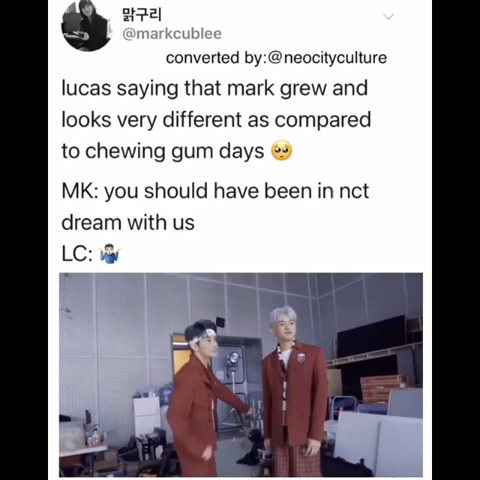 맑구리
@markcublee
converted by:@neocityculture
lucas saying that mark grew and
looks very different as compared
to chewing gum days 🥺
MK: you should have been in nct
dream with us
LC: 🤷🏻‍♂️